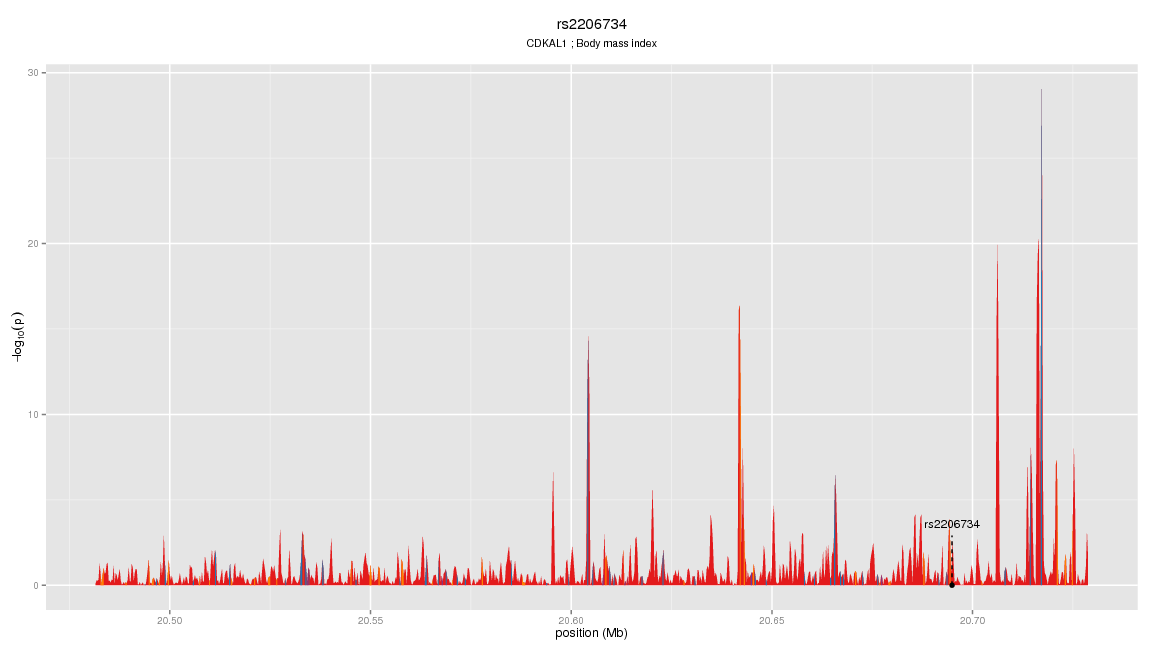 rs2206734
CDKAL1 ; Body mass index
30
20
10
0
−log10(p)
rs2206734
20.50 20.55 20.60 20.65 20.70
position (Mb)